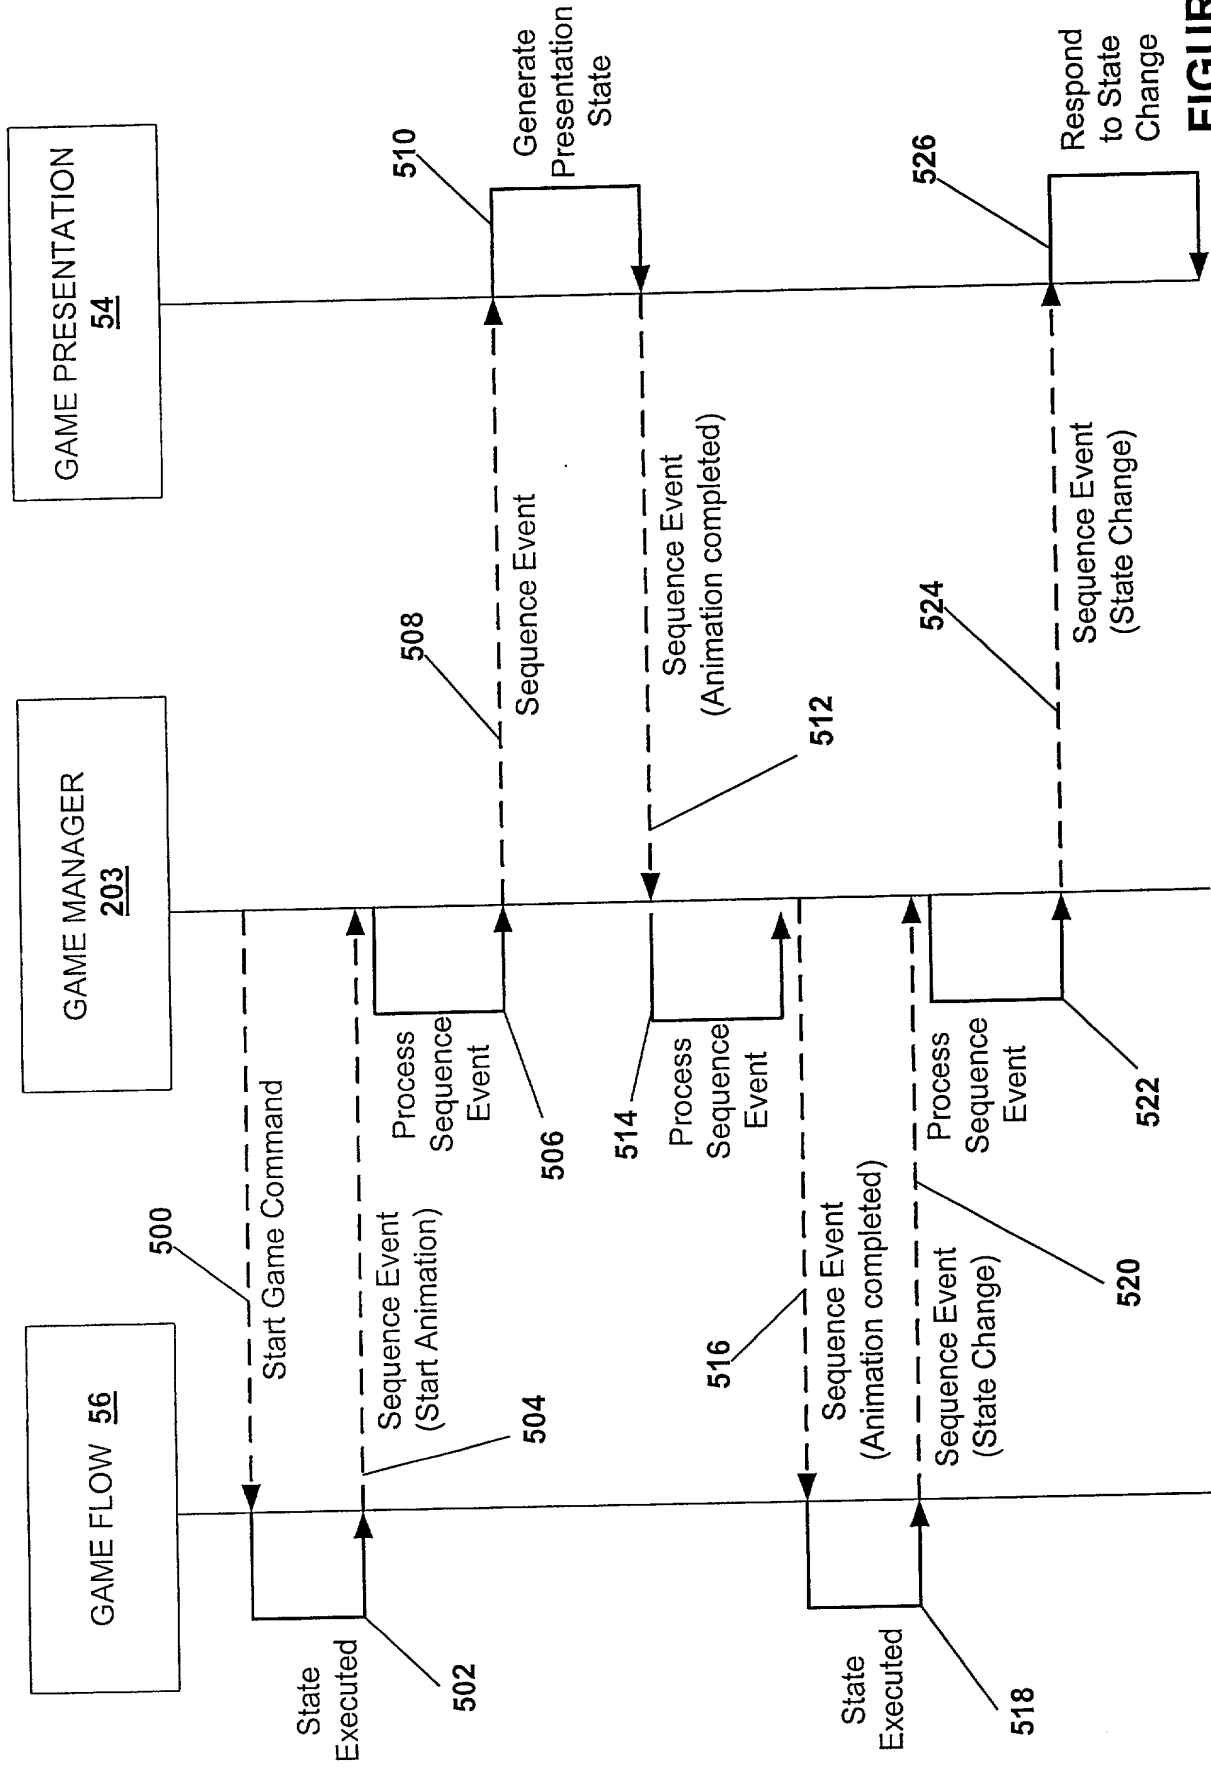 GAME FLOW 56
GAME MANAGER
203
GAME PRESENTATION
54
500
Start Game Command
State
Executed
502
Sequence Event
(Start Animation)
504
Process
Sequence
Event
506
508
Sequence Event
510
Generate
Presentation
State
Sequence Event
(Animation completed)
512
514
Process
Sequence
Event
516
Sequence Event
(Animation completed)
State
Executed
518
Sequence Event
(State Change)
520
Process
Sequence
Event
522
524
Sequence Event
(State Change)
526
Respond
to State
Change